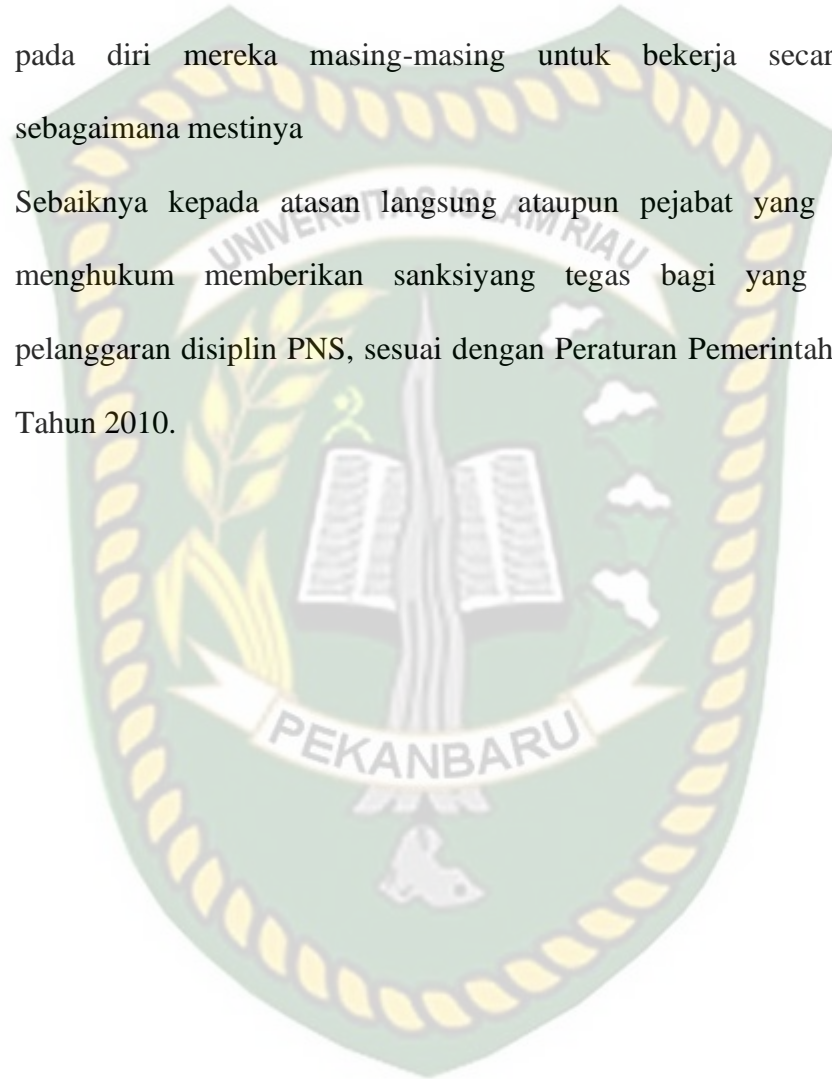 pada diri mereka masing-masing untuk bekerja secar
sebagaimana mestinya
Sebaiknya kepada atasan langsung ataupun pejabat yang
menghukum memberikan sanksiyang tegas bagi yang
pelanggaran disiplin PNS, sesuai dengan Peraturan Pemerintah
Tahun 2010.
UNIVERSITAS ISLAM RIAU
PEKANBARU